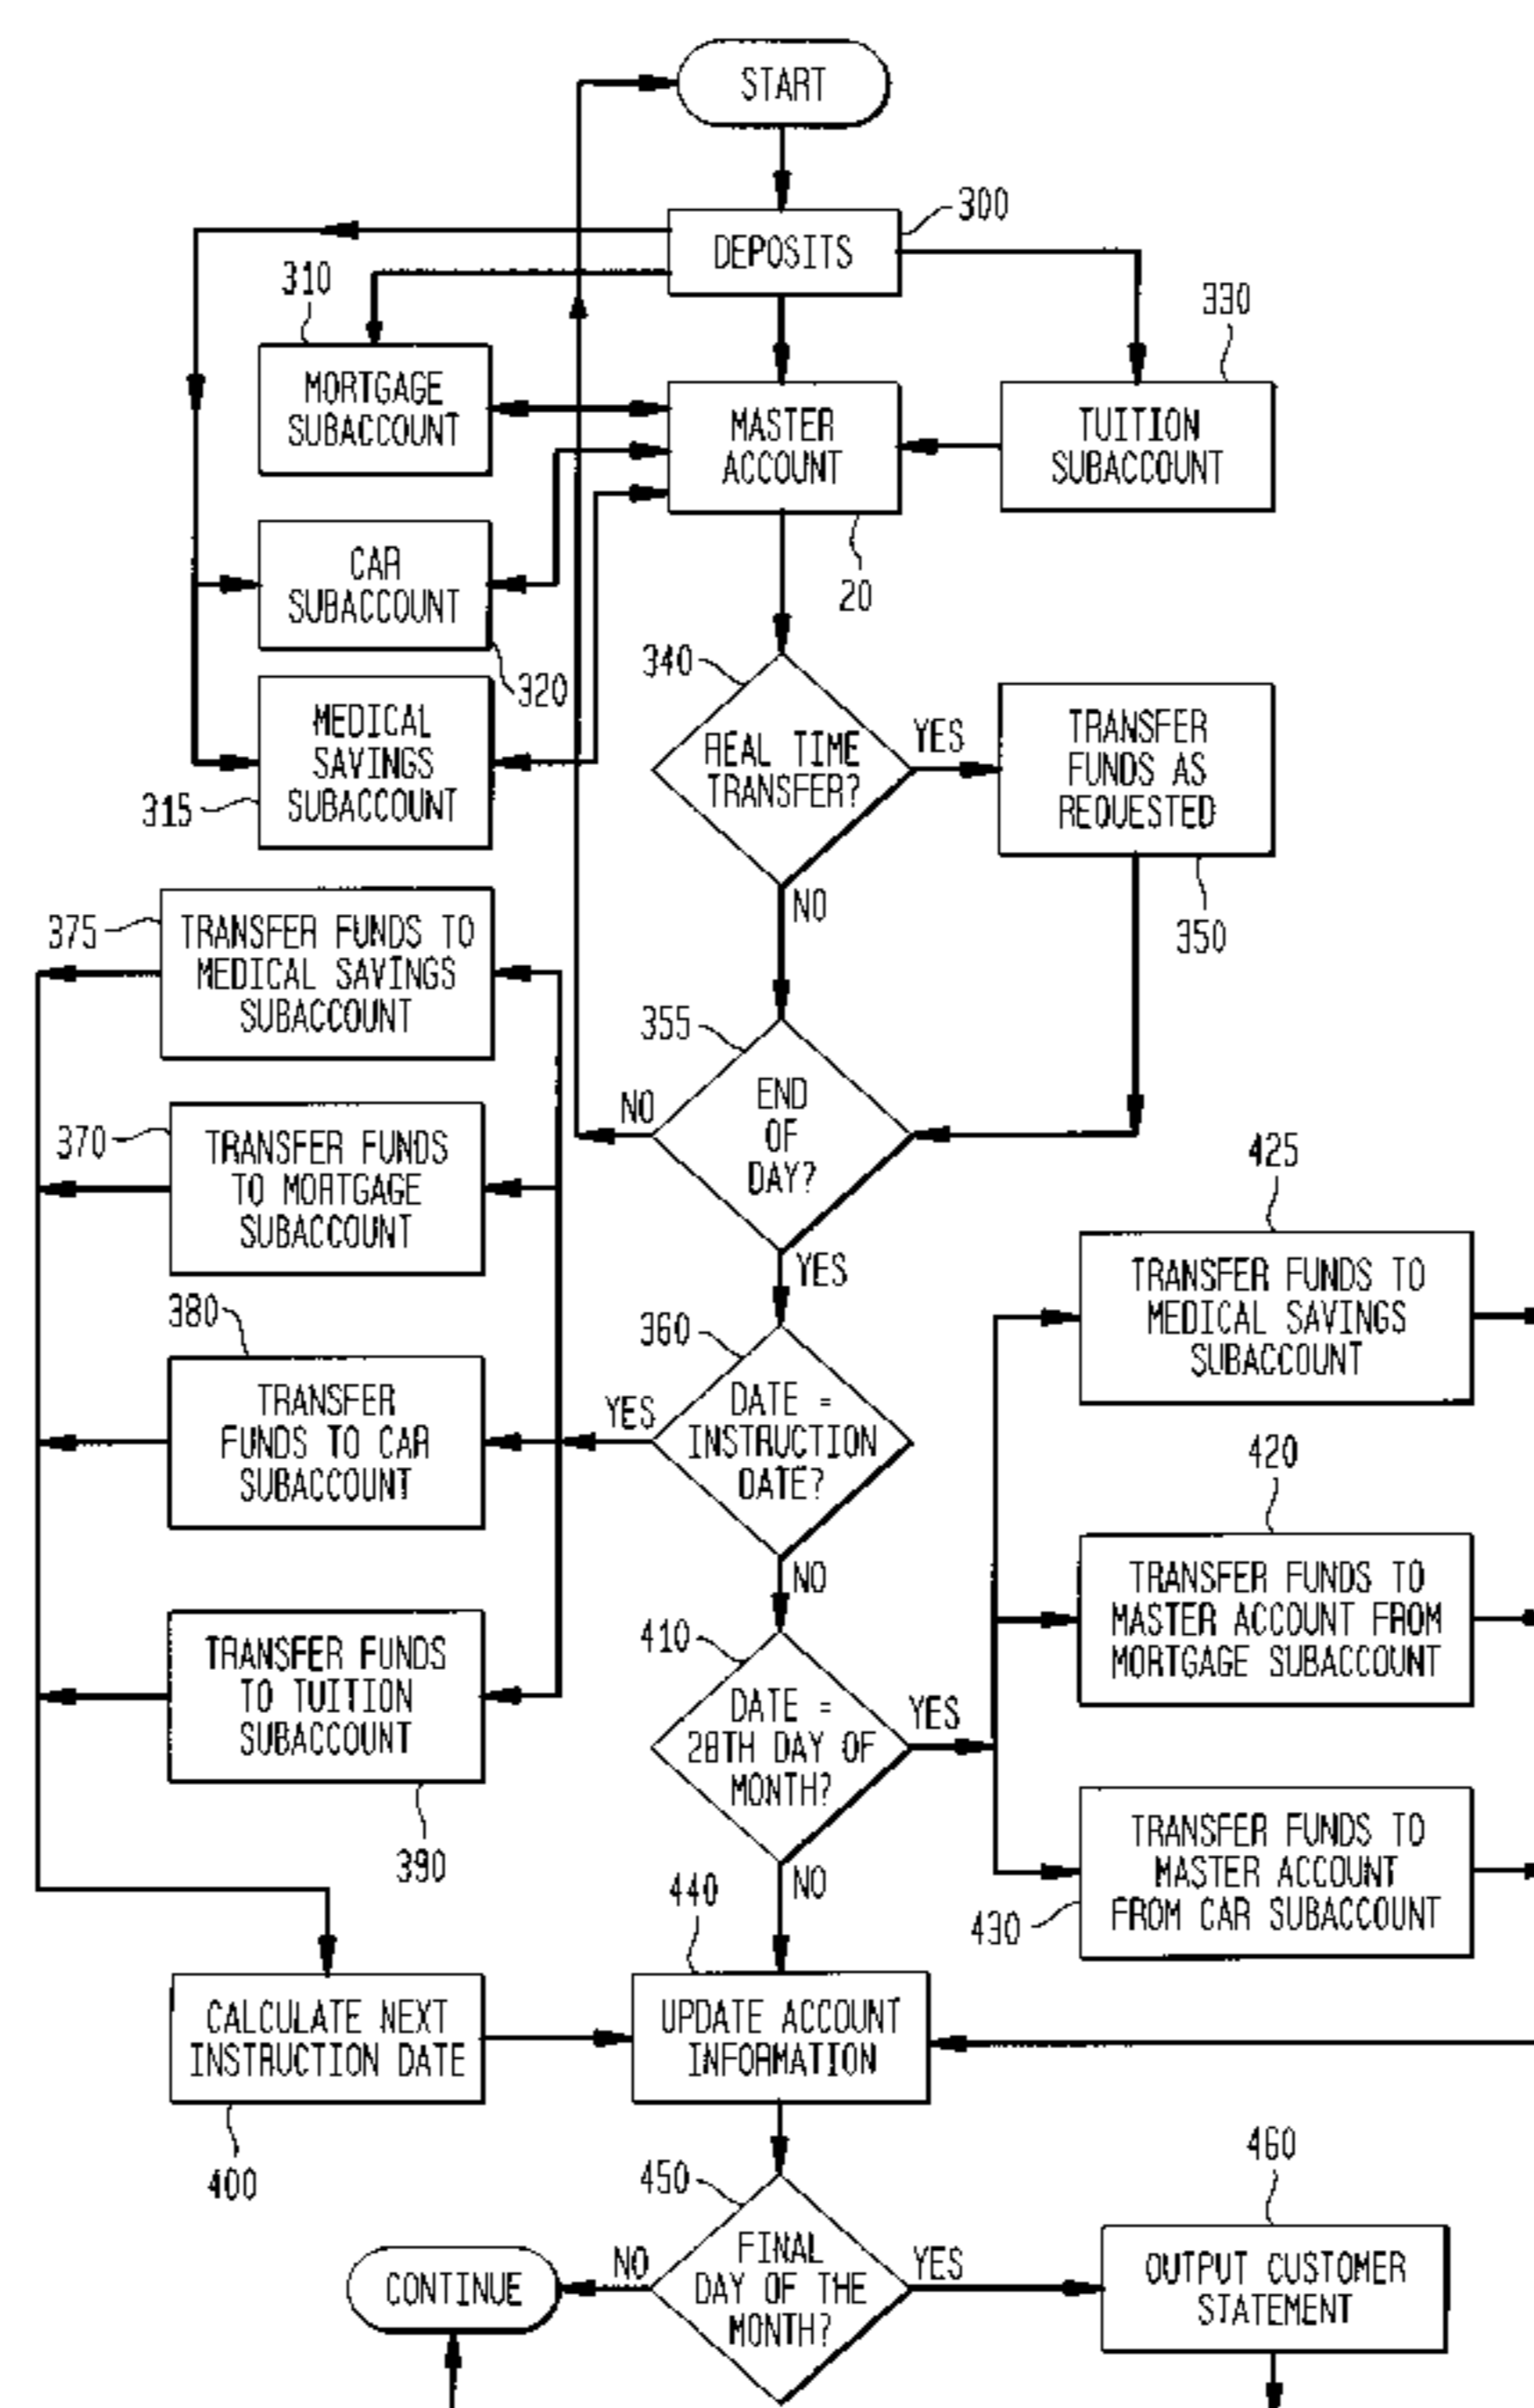 START
DEPOSITS
300
310
330
MORTGAGE
SUBACCOUNT
MASTER
ACCOUNT
TUITION
SUBACCOUNT
CAR
SUBACCOUNT
20
320
340
MEDICAL
SAVINGS
SUBACCOUNT
315
REAL TIME
TRANSFER?
YES
TRANSFER
FUNDS AS
REQUESTED
NO
350
375
TRANSFER FUNDS TO
MEDICAL SAVINGS
SUBACCOUNT
355
END
OF
DAY?
NO
YES
370
TRANSFER FUNDS
TO MORTGAGE
SUBACCOUNT
425
TRANSFER FUNDS TO
MEDICAL SAVINGS
SUBACCOUNT
380
TRANSFER
FUNDS TO CAR
SUBACCOUNT
360
YES
DATE =
INSTRUCTION
DATE?
NO
420
TRANSFER FUNDS TO
MASTER ACCOUNT FROM
MORTGAGE SUBACCOUNT
TRANSFER FUNDS
TO TUITION
SUBACCOUNT
390
410
DATE =
28TH DAY OF
MONTH?
YES
NO
TRANSFER FUNDS TO
MASTER ACCOUNT
FROM CAR SUBACCOUNT
430
440
CALCULATE NEXT
INSTRUCTION DATE
400
UPDATE ACCOUNT
INFORMATION
450
460
CONTINUE
NO
FINAL
DAY OF THE
MONTH?
YES
OUTPUT CUSTOMER
STATEMENT